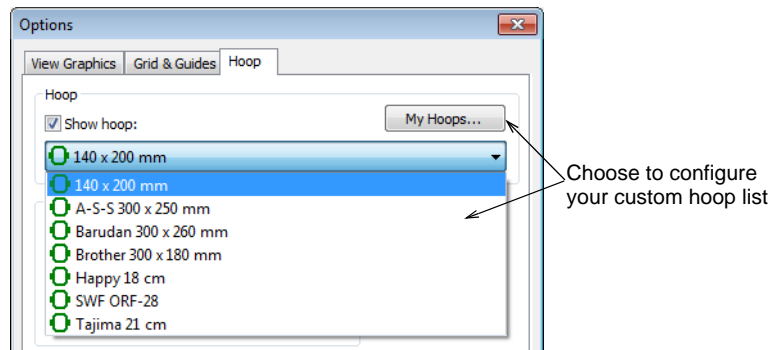 Options
View Graphics Grid & Guides Hoop
Hoop
Show hoop:
My Hoops...
140 x 200 mm
140 x 200 mm
A-S-S 300 x 250 mm
Barudan 300 x 260 mm
Brother 300 x 180 mm
Happy 18 cm
SWF ORF-28
Tajima 21 cm
Choose to configure
your custom hoop list